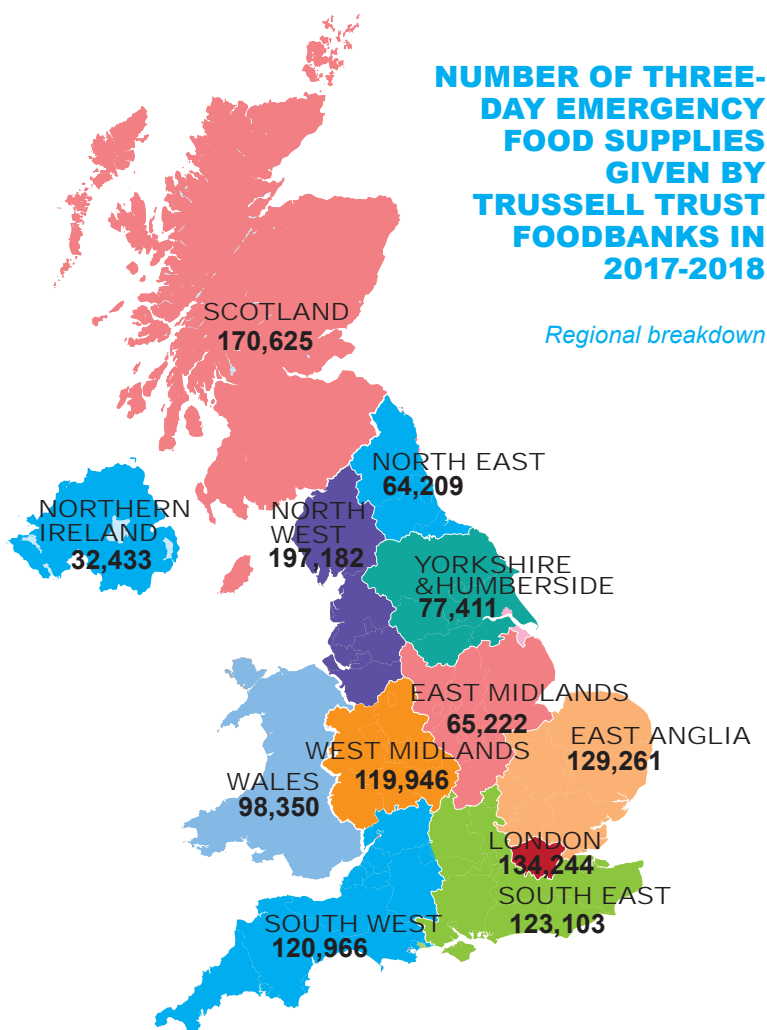 NUMBER OF THREE-
DAY EMERGENCY
FOOD SUPPLIES
GIVEN BY
TRUSSELL TRUST
FOODBANKS IN
2017-2018
Regional breakdown
SCOTLAND
170,625
NORTH EAST
64,209
NORTHERN
IRELAND
32,433
NORTH
WEST
197,182
YORKSHIRE
&HUMBERSIDE
77,411
EAST MIDLANDS
65,222
EAST ANGLIA
129,261
WEST MIDLANDS
119,946
WALES
98,350
LONDON
134,244
SOUTH EAST
123,103
SOUTH WEST
120,966